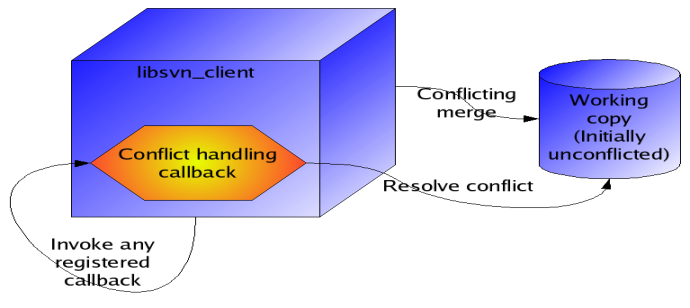 libsvn_client
Conflict handling
callback
Conflicting
merge
Working
copy
(Initially
unconflicted)
Resolve conflict
Invoke any
registered
callback